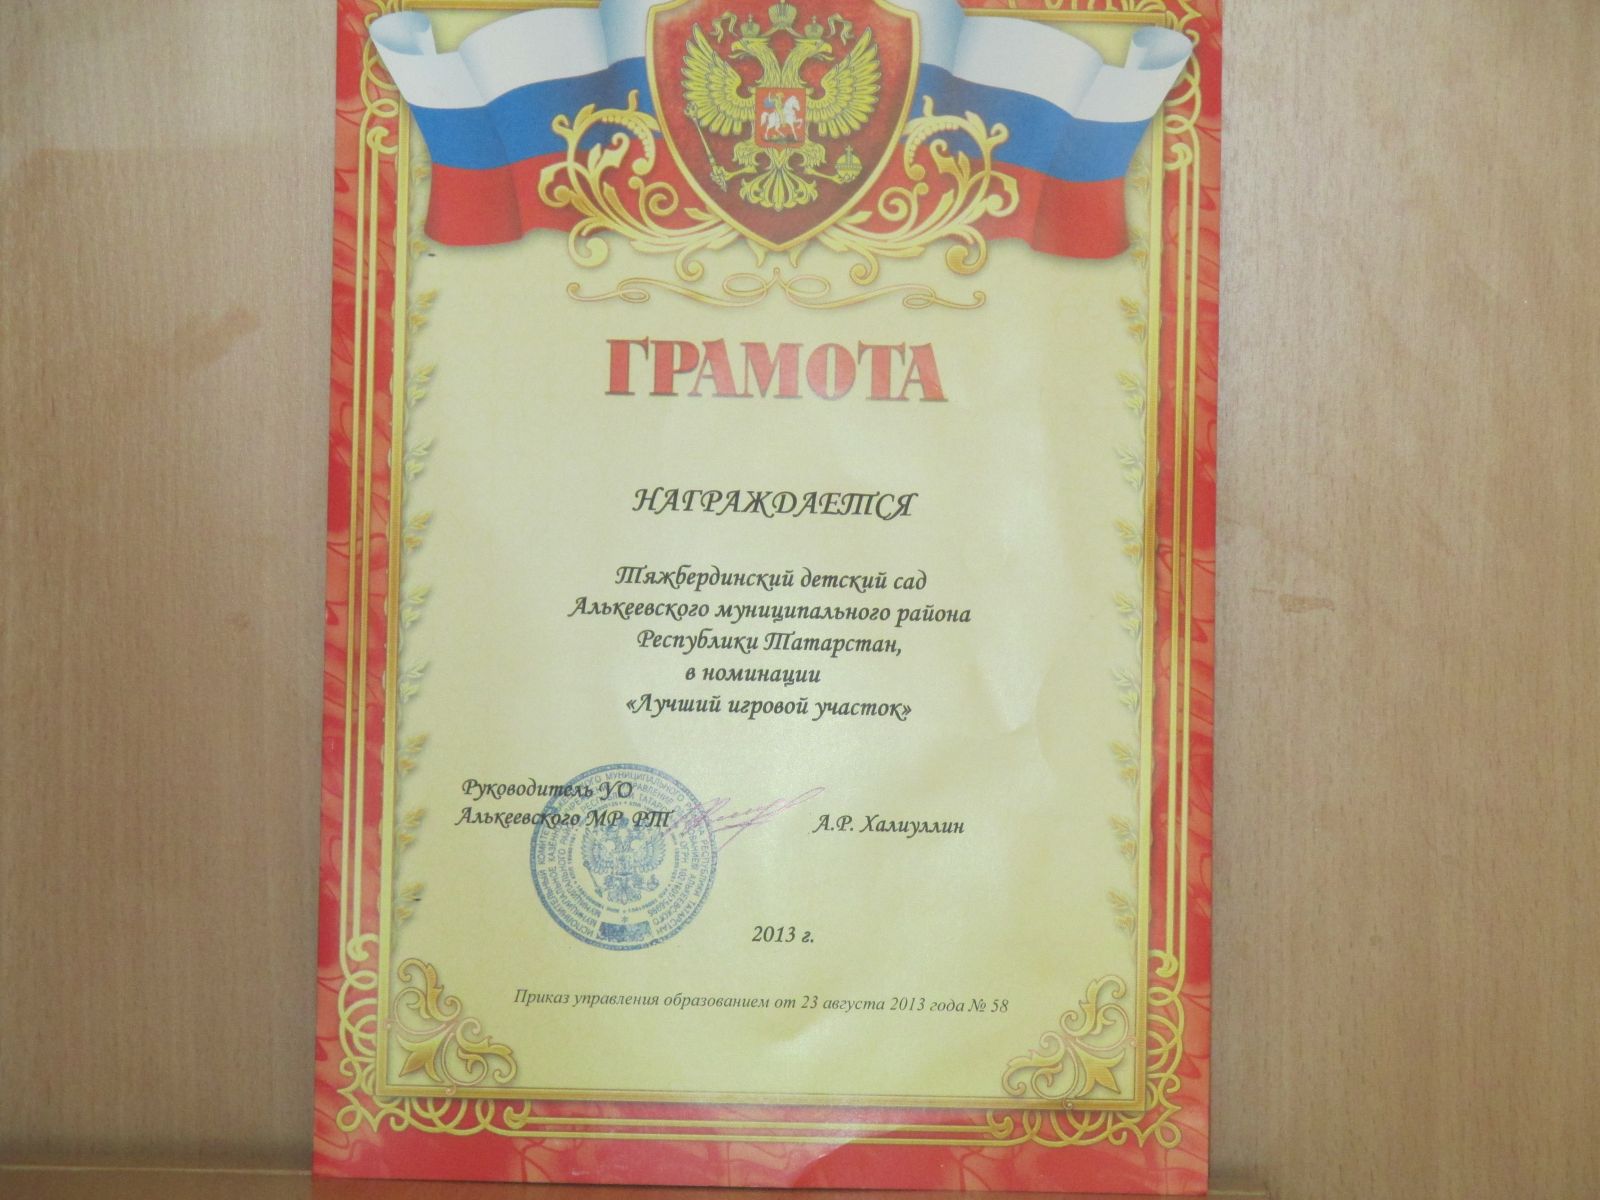 ГРАМОТА
НАГРАЖДАЕТСЯ
Тяжбердинский детский сад
Алькеевского муниципального района
Республики Татарстан,
в номинации
«Лучший игровой участок»
Руководитель УО
Алькеевского МР РТ
А.Р. Халиуллин
2013 г.
Приказ управления образованием от 23 августа 2013 года № 58